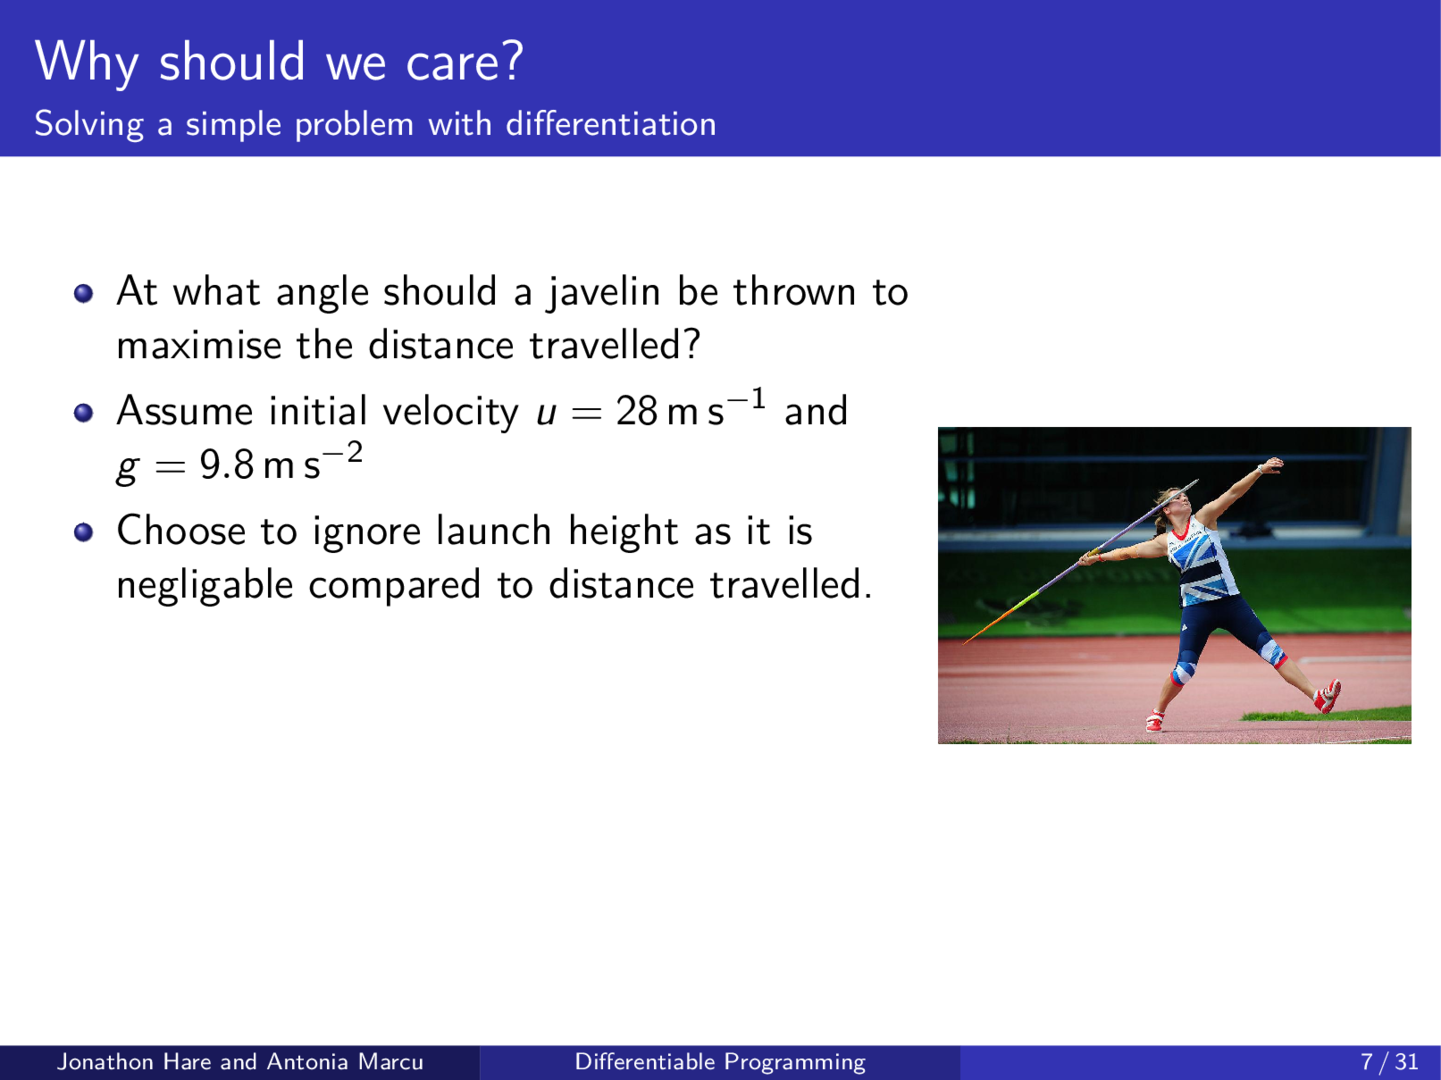 Why should we care?
Solving a simple problem with differentiation
At what angle should a javelin be thrown to
maximise the distance travelled?
Assume initial velocity u = 28 m s⁻¹ and
g = 9.8 m s⁻²
Choose to ignore launch height as it is
negligable compared to distance travelled.
Jonathon Hare and Antonia Marcu
Differentiable Programming
7 / 31